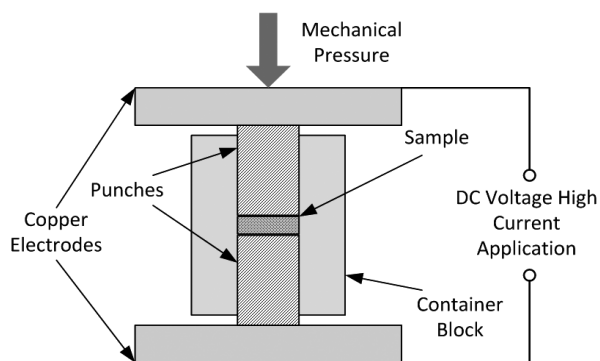 Mechanical
Pressure
Sample
Punches
Copper
Electrodes
DC Voltage High
Current
Application
Container
Block